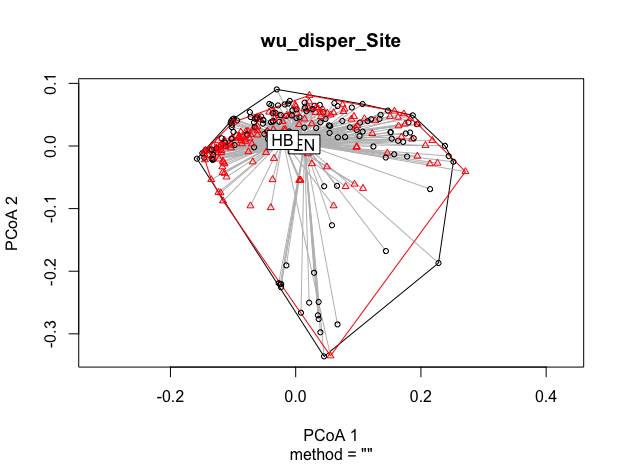 wu_disper_Site
0.1
0.0
-0.1
-0.2
-0.3
PCoA 2
HB
EN
-0.2
0.0
0.2
0.4
PCoA 1
method = ""